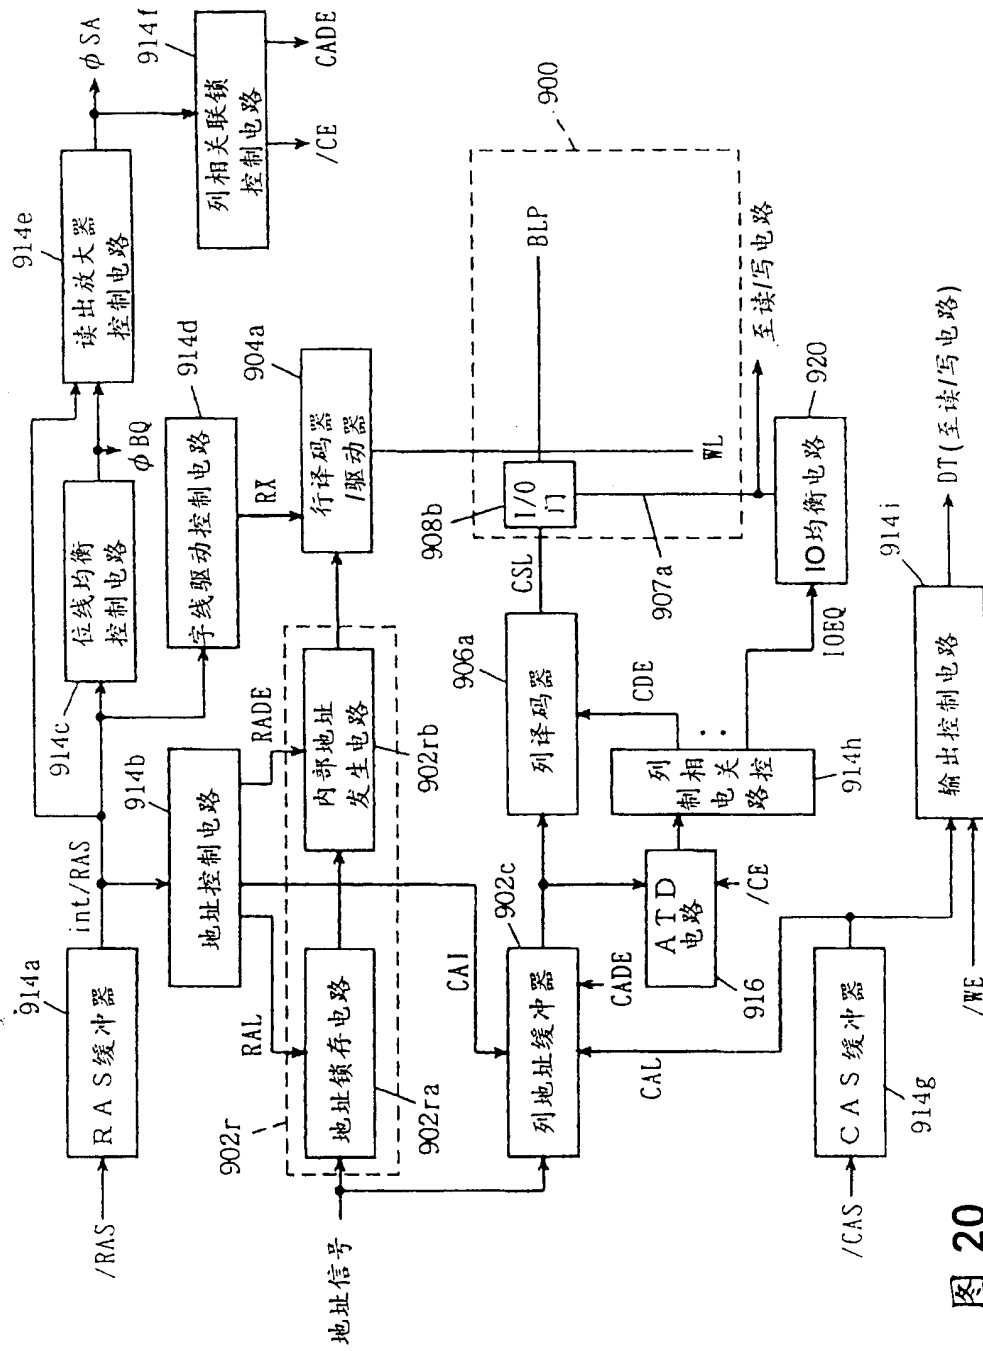 /RAS
914a
RAS缓冲器
int/RAS
914b
地址控制电路
914c
位线均衡
控制电路
φBQ
914e
读出放大器
控制电路
φSA
914f
列相关联锁
控制电路
/CE
CADE
914d
字线驱动控制电路
RX
RADE
RAL
CAI
地址信号
902r
902ra
地址锁存电路
902rb
内部地址
发生电路
904a
行译码器
/驱动器
900
BLP
WL
908b
I/O
门
CSL
907a
至读/写电路
902c
列地址缓冲器
CADE
CAL
906a
列译码器
CDE
916
ATD
电路
/CE
914h
列相关控
制电路
IOEQ
920
IO均衡电路
/CAS
914g
CAS缓冲器
/WE
914i
输出控制电路
DT(至读/写电路)
图 20